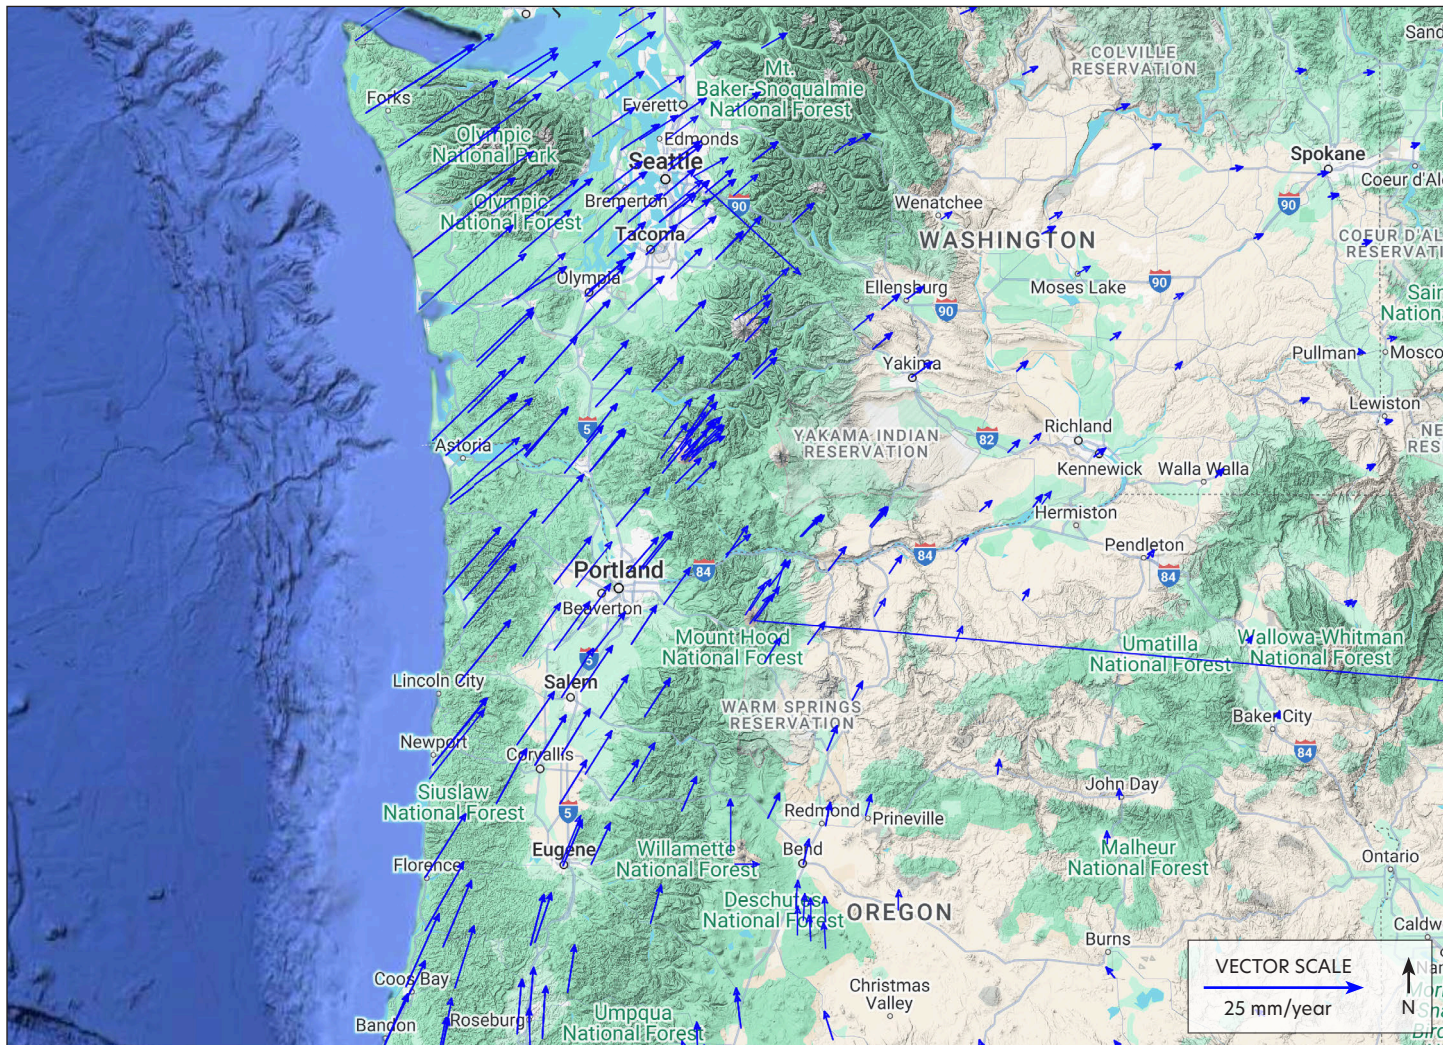 COLVILLE
RESERVATION
Sand
Mt.
Baker-Snoqualmie
National Forest
Forks
Everett
Olympic
National Park
Edmonds
Seattle
Spokane
Coeur d'Ale
Olympic
National Forest
Bremerton
90
Wenatchee
90
Tacoma
WASHINGTON
COEUR D'AL
RESERVATI
Olympia
Ellensburg
90
Moses Lake
90
Sain
Nationa
Yakima
Pullman
Mosco
Lewiston
5
Astoria
YAKAMA INDIAN
RESERVATION
82
Richland
Kennewick
Walla Walla
NE
RES
Hermiston
Portland
84
84
Pendleton
84
Beaverton
Mount Hood
National Forest
5
Umatilla
National Forest
Wallowa-Whitman
National Forest
Lincoln City
Salem
WARM SPRINGS
RESERVATION
Baker City
Newport
Corvallis
84
Siuslaw
National Forest
5
Redmond
Prineville
John Day
Florence
Eugene
Willamette
National Forest
Bend
Malheur
National Forest
Ontario
Deschutes
National Forest
OREGON
Caldw
Burns
Coos Bay
Christmas
Valley
Bandon
Roseburg
Umpqua
National Forest
VECTOR SCALE
25 mm/year
N